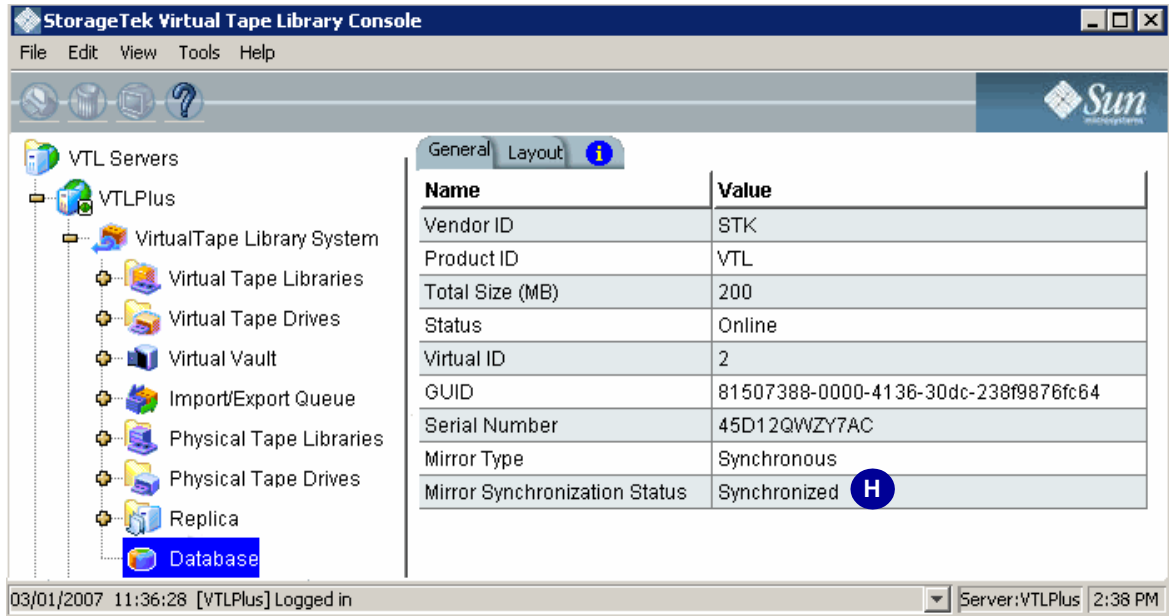 StorageTek Virtual Tape Library Console
File Edit View Tools Help
Sun
microsystems
VTL Servers
VTLPlus
VirtualTape Library System
Virtual Tape Libraries
Virtual Tape Drives
Virtual Vault
Import/Export Queue
Physical Tape Libraries
Physical Tape Drives
Replica
Database
General Layout i
Name Value
Vendor ID STK
Product ID VTL
Total Size (MB) 200
Status Online
Virtual ID 2
GUID 81507388-0000-4136-30dc-238f9876fc64
Serial Number 45D12QWZY7AC
Mirror Type Synchronous
Mirror Synchronization Status Synchronized H
03/01/2007 11:36:28 [VTLPlus] Logged in Server:VTLPlus 2:38 PM